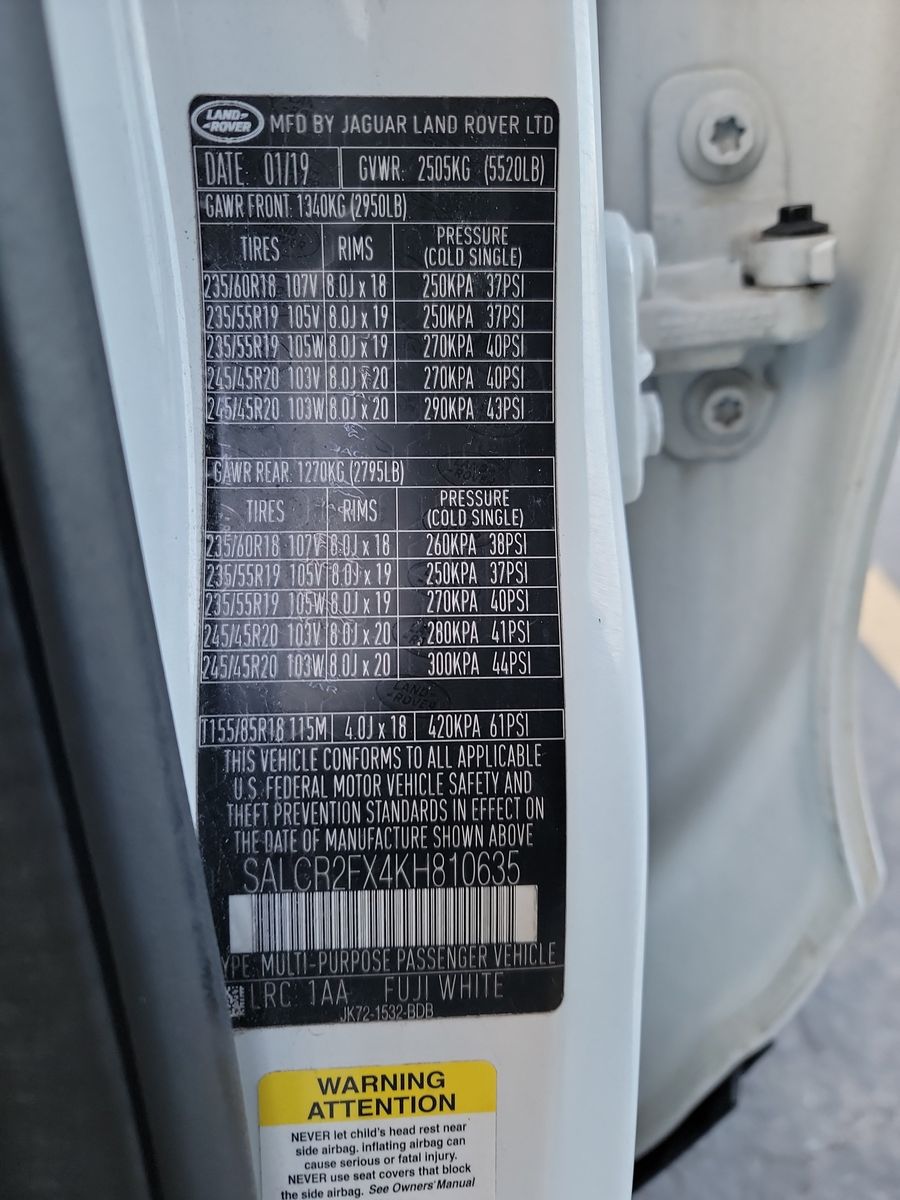 LAND-ROVER MFD BY JAGUAR LAND ROVER LTD
DATE: 01/19 GVWR: 2505KG (5520LB)
GAWR FRONT: 1340KG (2950LB)
TIRES RIMS PRESSURE (COLD SINGLE)
235/60R18 107V 8.0J x 18 250KPA 37PSI
235/55R19 105V 8.0J x 19 250KPA 37PSI
235/55R19 105W 8.0J x 19 270KPA 40PSI
245/45R20 103V 8.0J x 20 270KPA 40PSI
245/45R20 103W 8.0J x 20 290KPA 43PSI
GAWR REAR: 1270KG (2795LB)
TIRES RIMS PRESSURE (COLD SINGLE)
235/60R18 107V 8.0J x 18 260KPA 38PSI
235/55R19 105V 8.0J x 19 250KPA 37PSI
235/55R19 105W 8.0J x 19 270KPA 40PSI
245/45R20 103V 8.0J x 20 280KPA 41PSI
245/45R20 103W 8.0J x 20 300KPA 44PSI
T155/85R18 115M 4.0J x 18 420KPA 61PSI
THIS VEHICLE CONFORMS TO ALL APPLICABLE
U.S. FEDERAL MOTOR VEHICLE SAFETY AND
THEFT PREVENTION STANDARDS IN EFFECT ON
THE DATE OF MANUFACTURE SHOWN ABOVE
SALCR2FX4KH810635
YPE: MULTI-PURPOSE PASSENGER VEHICLE
LRC: 1AA FUJI WHITE
JK72-1532-BDB
WARNING
ATTENTION
NEVER let child's head rest near
side airbag. inflating airbag can
cause serious or fatal injury.
NEVER use seat covers that block
the side airbag. See Owners' Manual